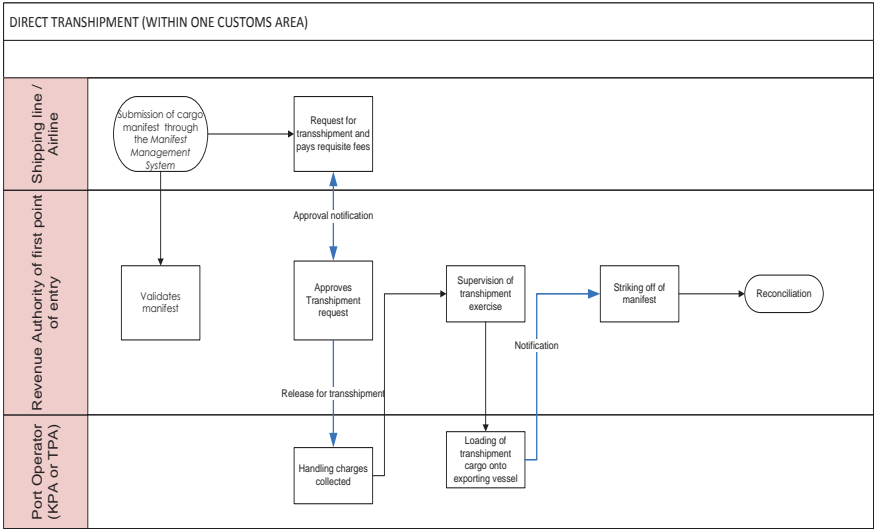 DIRECT TRANSHIPMENT (WITHIN ONE CUSTOMS AREA)
Shipping line /
Airline
Submission of cargo
manifest through
the Manifest
Management
System
Request for
transshipment and
pays requisite fees
Approval notification
Revenue Authority of first point
of entry
Validates
manifest
Approves
Transhipment
request
Supervision of
transhipment
exercise
Striking off of
manifest
Reconciliation
Notification
Release for transshipment
Port Operator
(KPA or TPA)
Handling charges
collected
Loading of
transhipment
cargo onto
exporting vessel